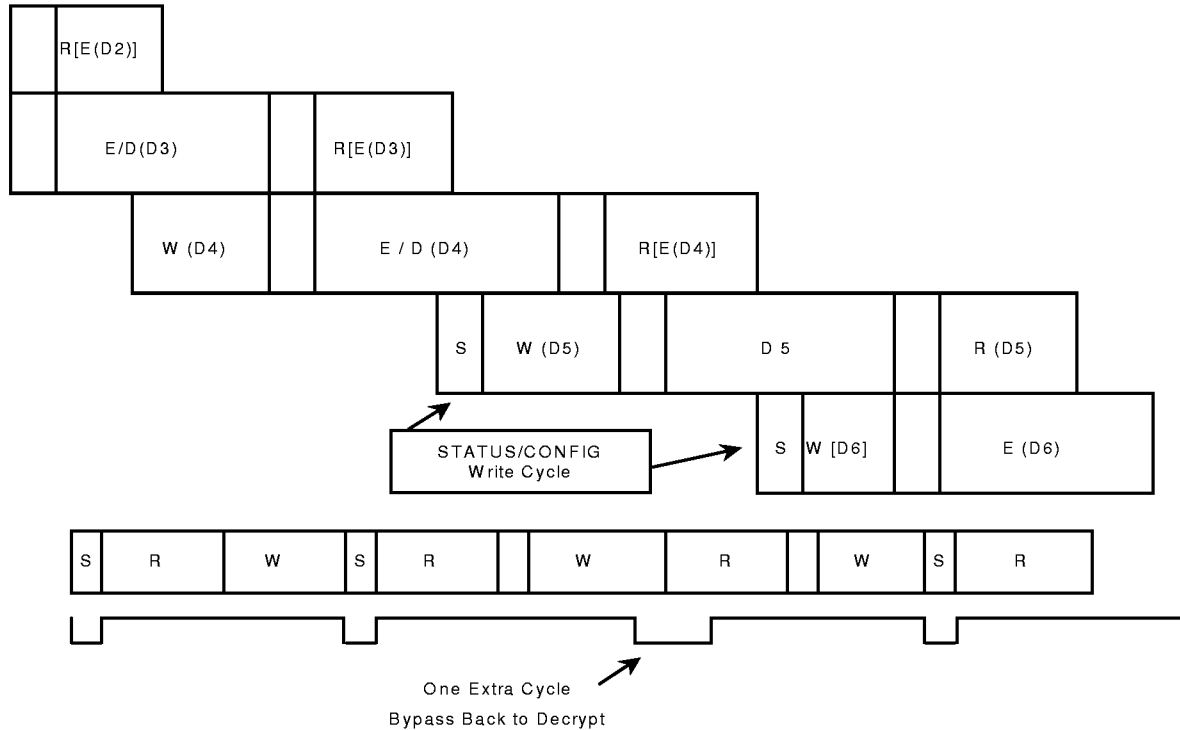 R[E(D2)]
E/D(D3) R[E(D3)]
W (D4) E / D (D4) R[E(D4)]
S W (D5) D 5 R (D5)
STATUS/CONFIG
Write Cycle
S W [D6] E (D6)
S R W S R W R W S R
One Extra Cycle
Bypass Back to Decrypt